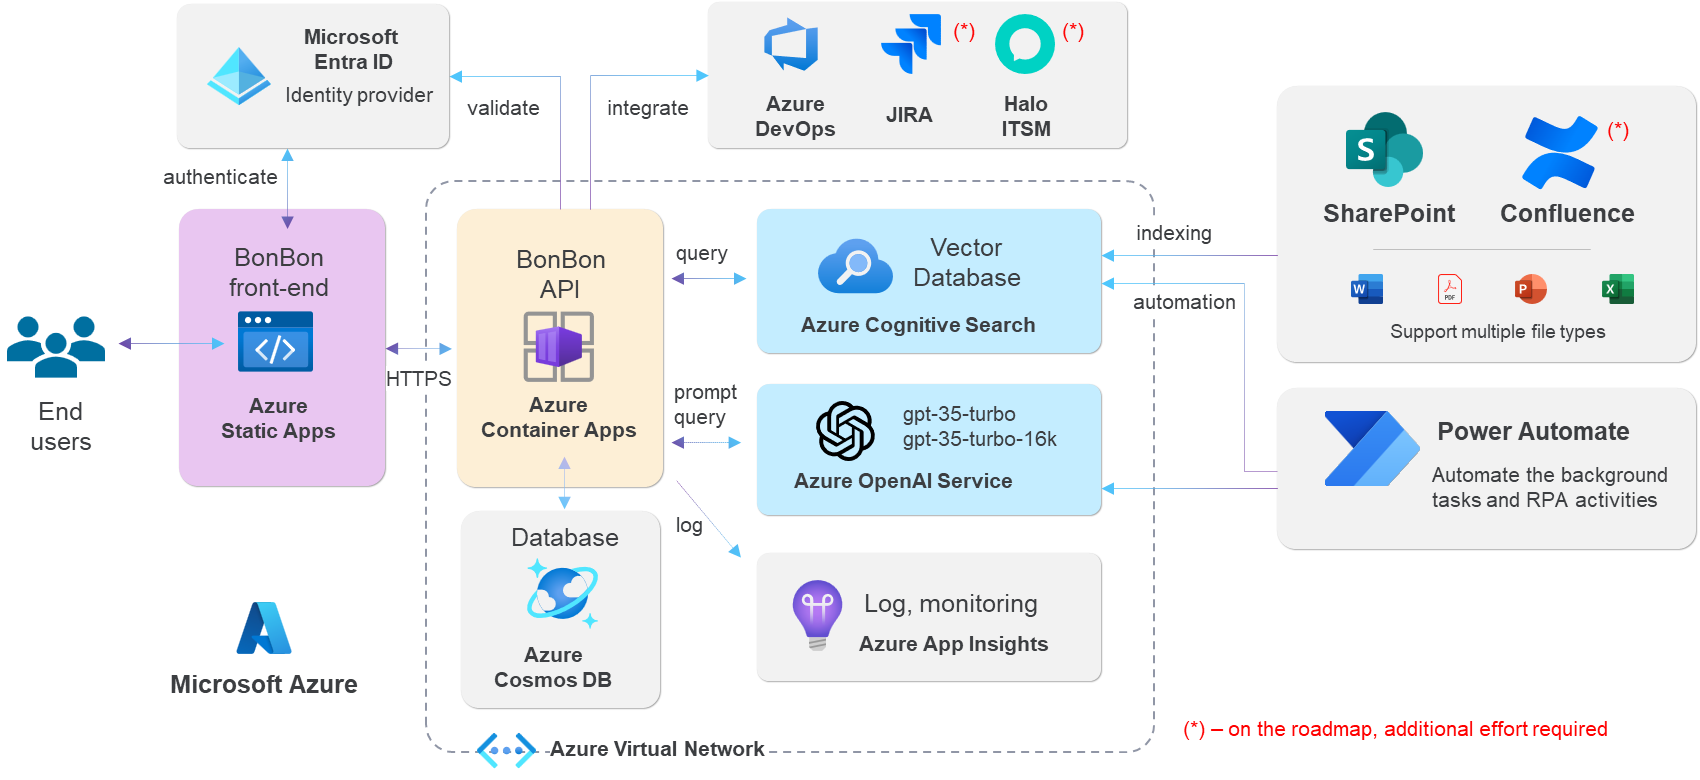 Microsoft
Entra ID
Identity provider
validate
integrate
Azure
DevOps
(*)
JIRA
(*)
Halo
ITSM
authenticate
BonBon
front-end
Azure
Static Apps
End
users
HTTPS
BonBon
API
Azure
Container Apps
query
Vector
Database
Azure Cognitive Search
indexing
automation
S
SharePoint
(*)
Confluence
W
PDF
P
X
Support multiple file types
prompt
query
gpt-35-turbo
gpt-35-turbo-16k
Azure OpenAI Service
Power Automate
Automate the background
tasks and RPA activities
log
Database
Azure
Cosmos DB
Log, monitoring
Azure App Insights
Microsoft Azure
Azure Virtual Network
(*) – on the roadmap, additional effort required